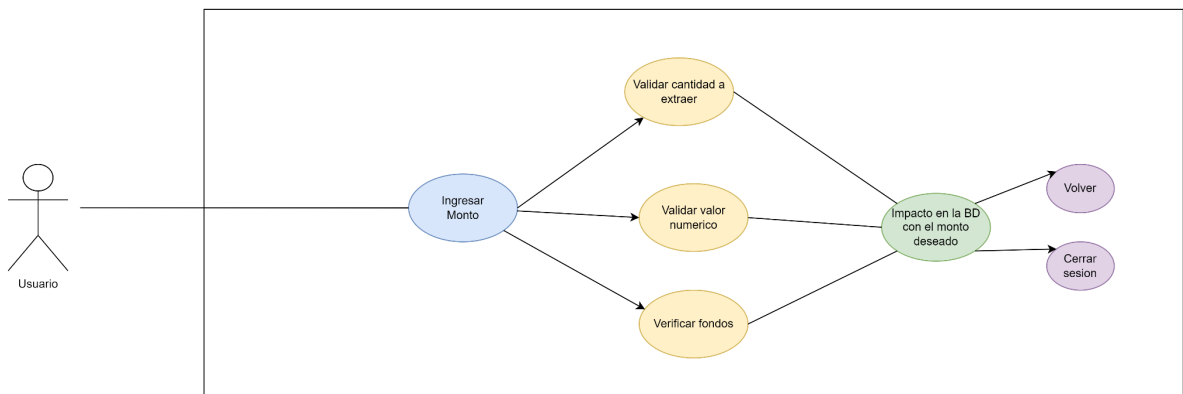 Validar cantidad a
extraer
Ingresar
Monto
Validar valor
numerico
Impacto en la BD
con el monto
deseado
Volver
Cerrar
sesion
Usuario
Verificar fondos